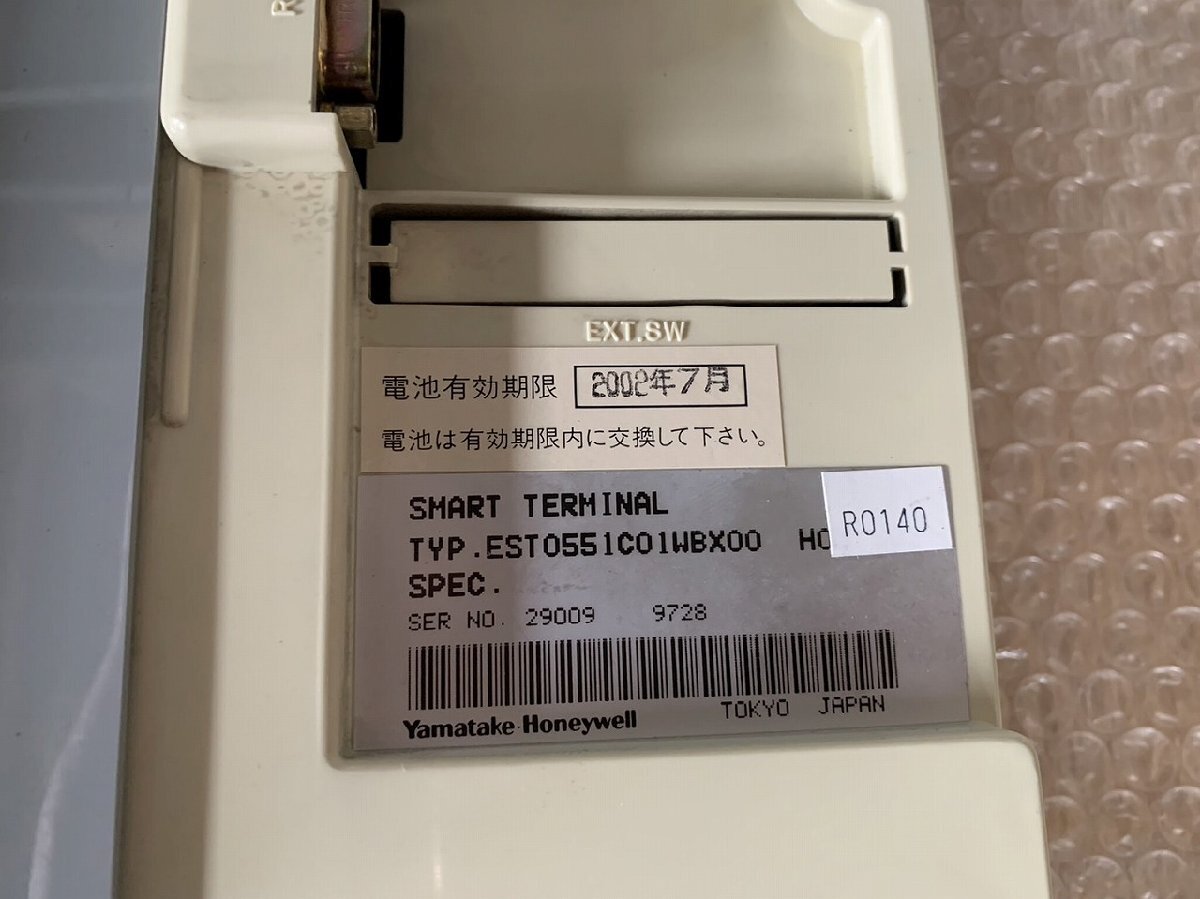 R
EXT.SW
電池有効期限 2002年7月
電池は有効期限内に交換して下さい。
SMART TERMINAL
TYP.EST0551C01WBX00
R0140
SPEC.
SER NO. 29009 9728
Yamatake Honeywell
TOKYO JAPAN